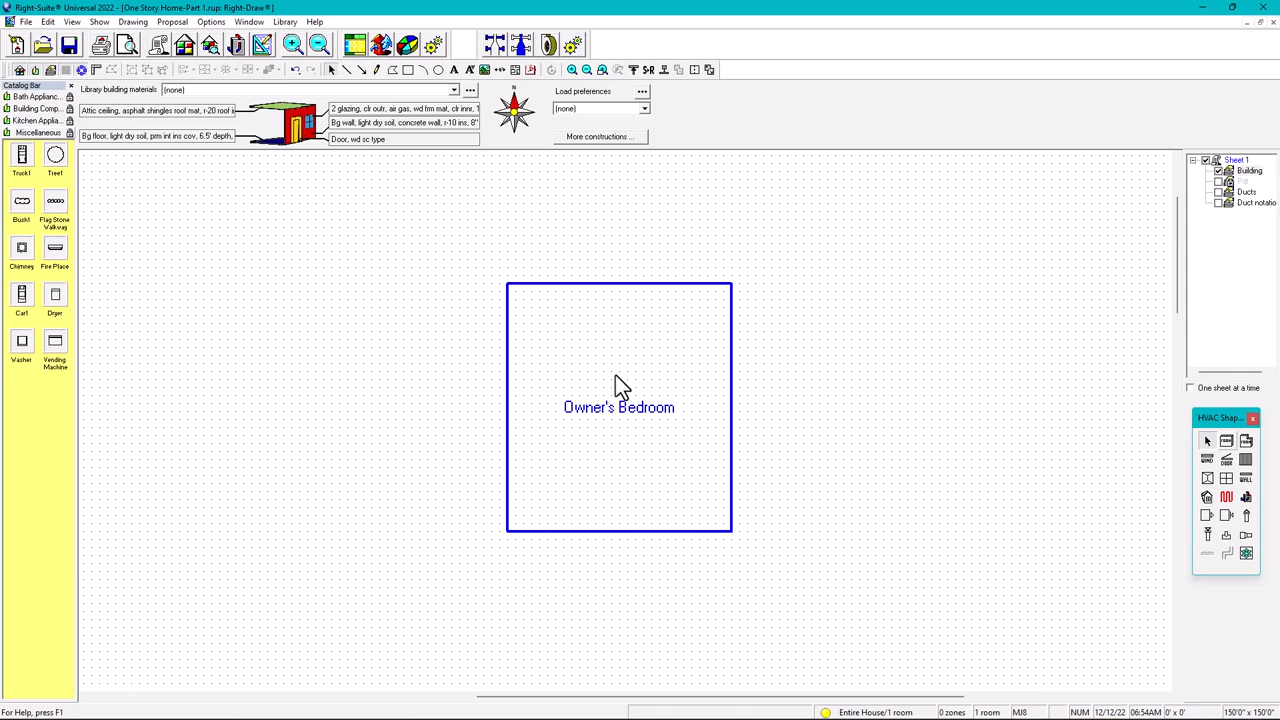 Right-Suite® Universal 2022 - [One Story Home-Part 1.rup: Right-Draw®]
File Edit View Show Drawing Proposal Options Window Library Help
Catalog Bar
Bath Applianc...
Building Comp...
Kitchen Applia...
Miscellaneous
Truck1 Tree1
Bush1 Flag Stone
Walkway
Chimney Fire Place
Car1 Dryer
Washer Vending
Machine
Library building materials (none)
Attic ceiling, asphalt shingles roof mat, r-20 roof i
Bg floor, light dry soil, prm int ins cov, 6.5' depth,
2 glazing, clr outr, air gas, wd frm mat, clr innr, 1
Bg wall, light dry soil, concrete wall, r-10 ins, 8"
Door, wd sc type
N
Load preferences
(none)
More constructions ...
Owner's Bedroom
Sheet 1
Building
Ducts
Duct notatio
One sheet at a time
HVAC Shap...
For Help, press F1
Entire House/1 room 0 zones 1 room MJ8 NUM 12/12/22 06:54AM 0' x 0' 150'0" x 150'0"